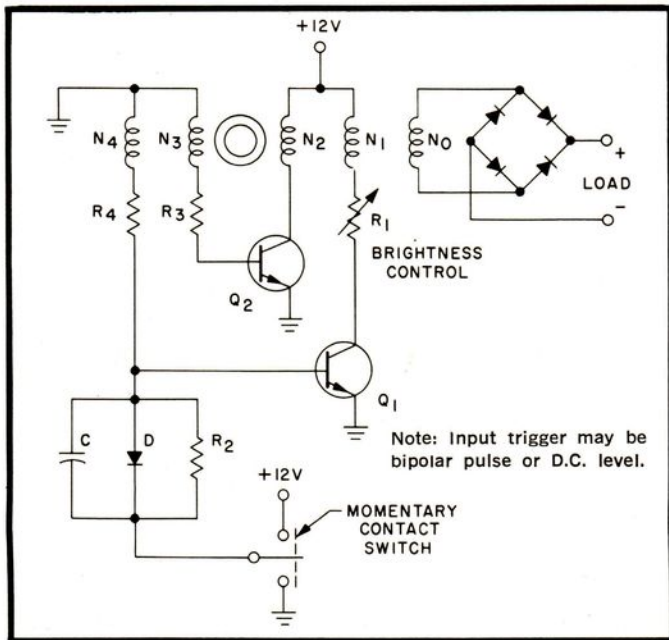 +12V
N4
N3
N2
N1
N0
+
LOAD
-
R4
R3
R1
BRIGHTNESS
CONTROL
Q2
Q1
C
D
R2
Note: Input trigger may be
bipolar pulse or D.C. level.
+12V
MOMENTARY
CONTACT
SWITCH